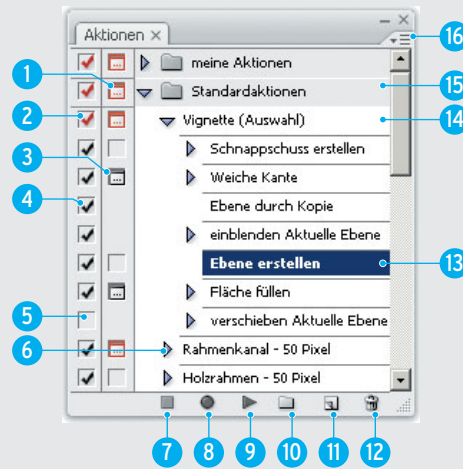 Aktionen ×
16
meine Aktionen
1
Standardaktionen
15
2
Vignette (Auswahl)
14
Schnappschuss erstellen
3
Weiche Kante
4
Ebene durch Kopie
einblenden Aktuelle Ebene
Ebene erstellen
13
Fläche füllen
5
verschieben Aktuelle Ebene
6
Rahmenkanal - 50 Pixel
Holzrahmen - 50 Pixel
7 8 9 10 11 12